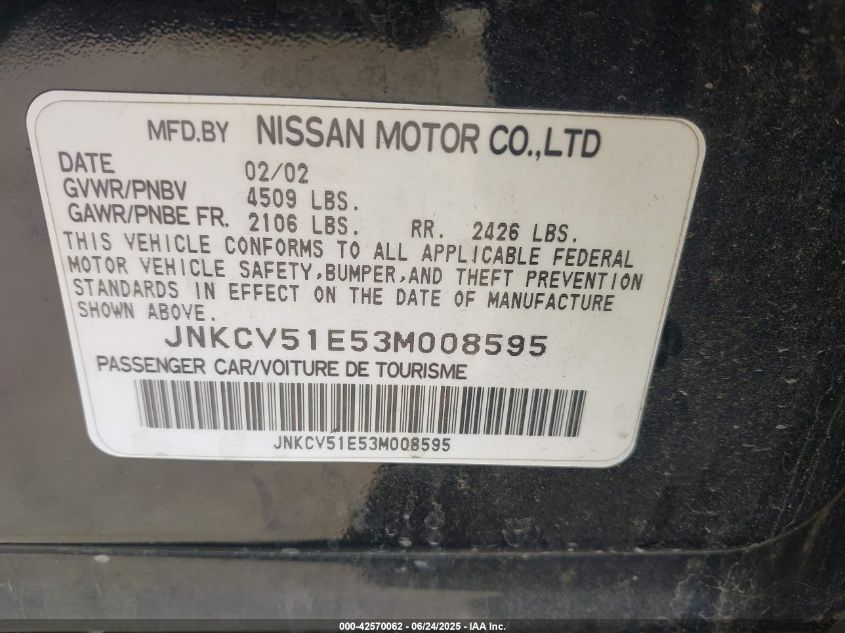 MFD.BY NISSAN MOTOR CO.,LTD
DATE 02/02
GVWR/PNBV 4509 LBS.
GAWR/PNBE FR. 2106 LBS. RR. 2426 LBS.
THIS VEHICLE CONFORMS TO ALL APPLICABLE FEDERAL
MOTOR VEHICLE SAFETY,BUMPER,AND THEFT PREVENTION
STANDARDS IN EFFECT ON THE DATE OF MANUFACTURE
SHOWN ABOVE.
JNKCV51E53M008595
PASSENGER CAR/VOITURE DE TOURISME
JNKCV51E53M008595
000-42570062 - 06/24/2025 - IAA Inc.